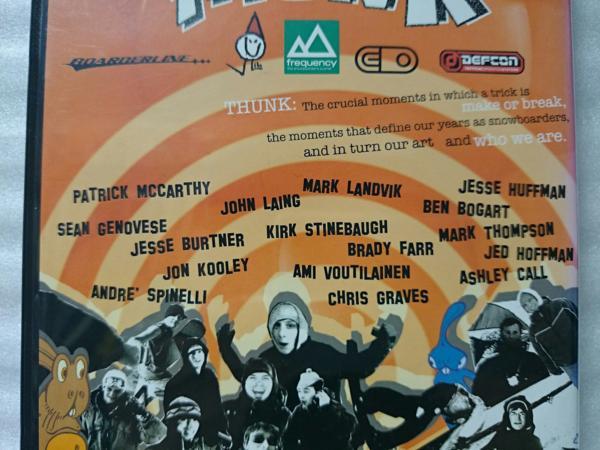 THUNK
BOARDERLINE
frequency
DEFCON
THUNK: The crucial moments in which a trick is
make or break,
the moments that define our years as snowboarders,
and in turn our art and who we are.
PATRICK MCCARTHY
MARK LANDVIK
JESSE HUFFMAN
JOHN LAING
BEN BOGART
SEAN GENOVESE
KIRK STINEBAUGH
MARK THOMPSON
JESSE BURTNER
BRADY FARR
JED HOFFMAN
JON KOOLEY
AMI VOUTILAINEN
ASHLEY CALL
ANDRE' SPINELLI
CHRIS GRAVES